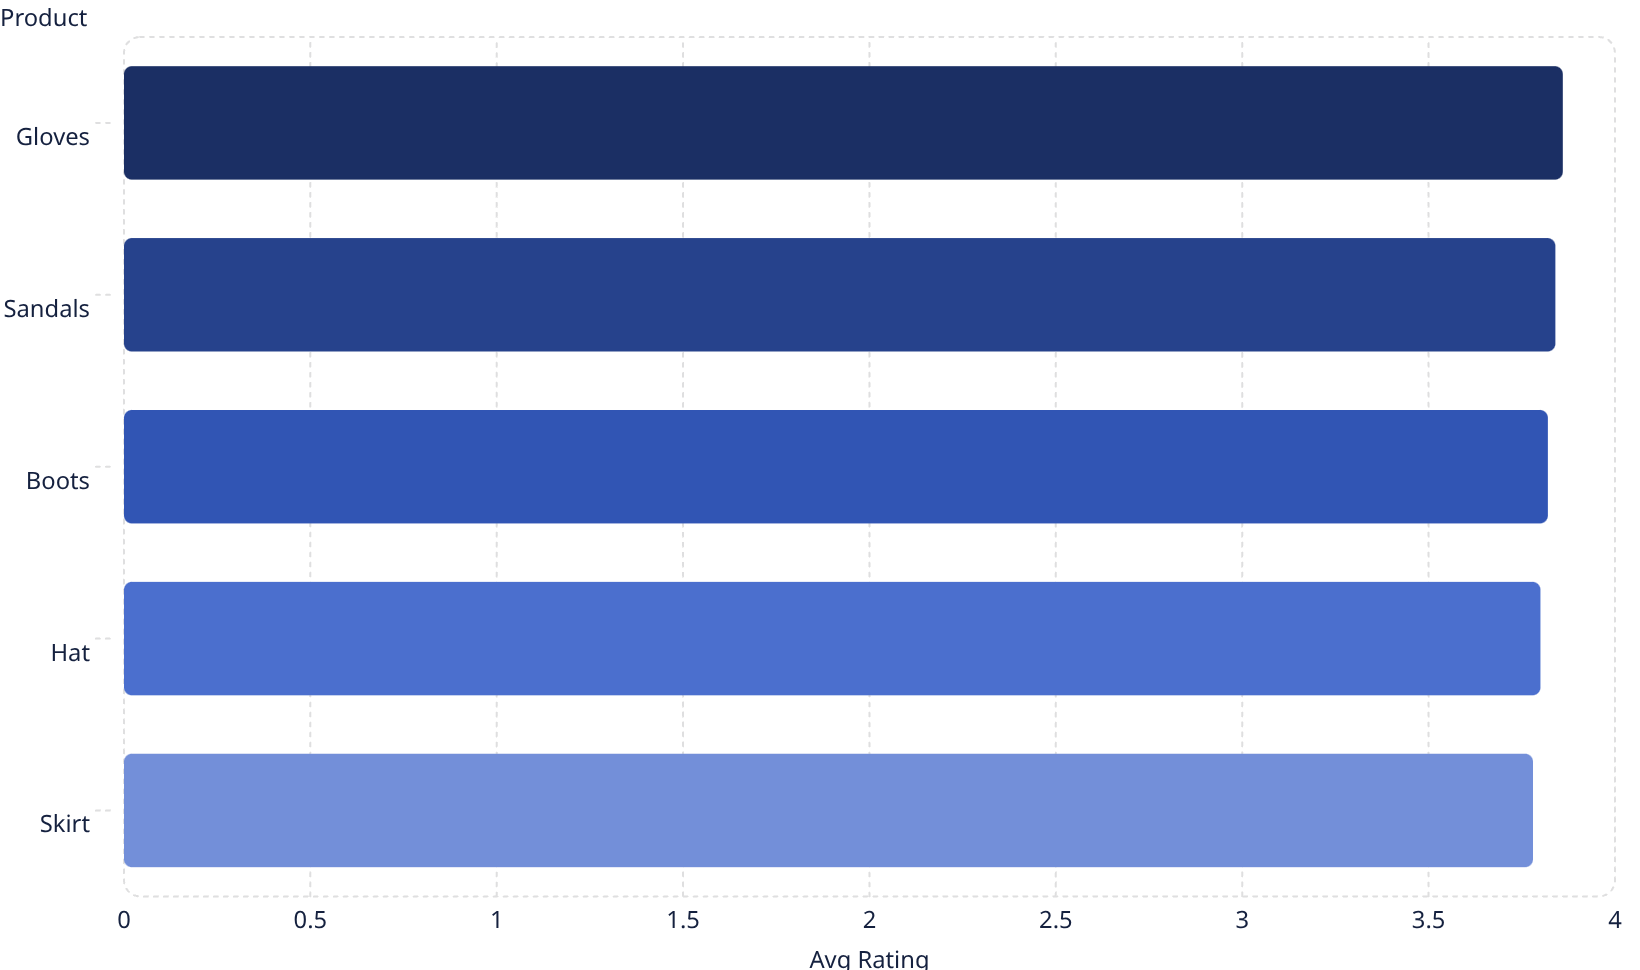 Product
Gloves
Sandals
Boots
Hat
Skirt
0 0.5 1 1.5 2 2.5 3 3.5 4
Avg Rating